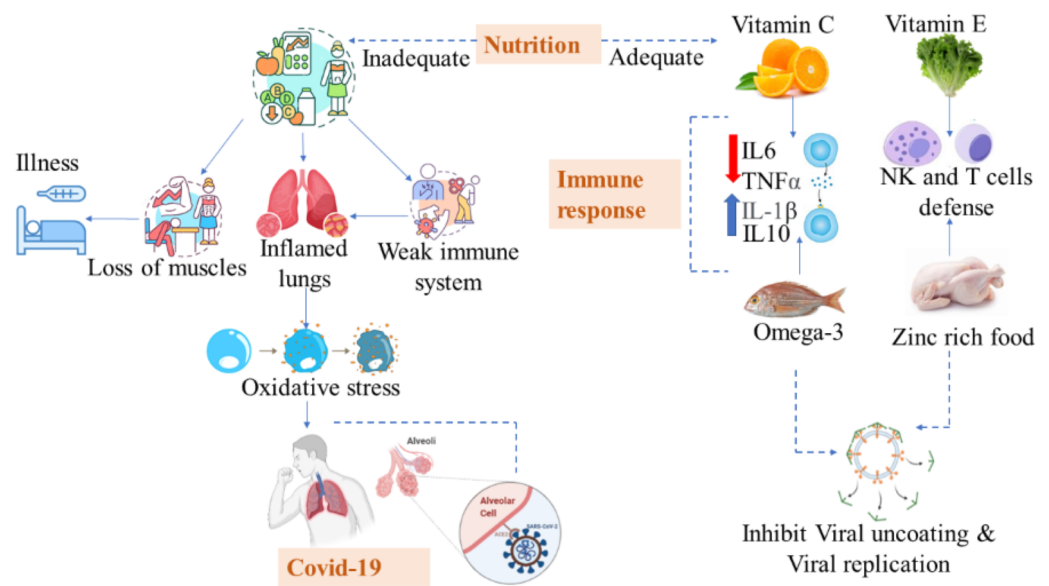 Nutrition
Inadequate
Adequate
Vitamin C
Vitamin E
A
B
D
C
Illness
Loss of muscles
Inflamed
lungs
Weak immune
system
Immune
response
IL6
TNFα
IL-1β
IL10
NK and T cells
defense
Omega-3
Zinc rich food
Oxidative stress
Alveoli
Alveolar
Cell
SARS-CoV-2
ACE2
Covid-19
Inhibit Viral uncoating &
Viral replication